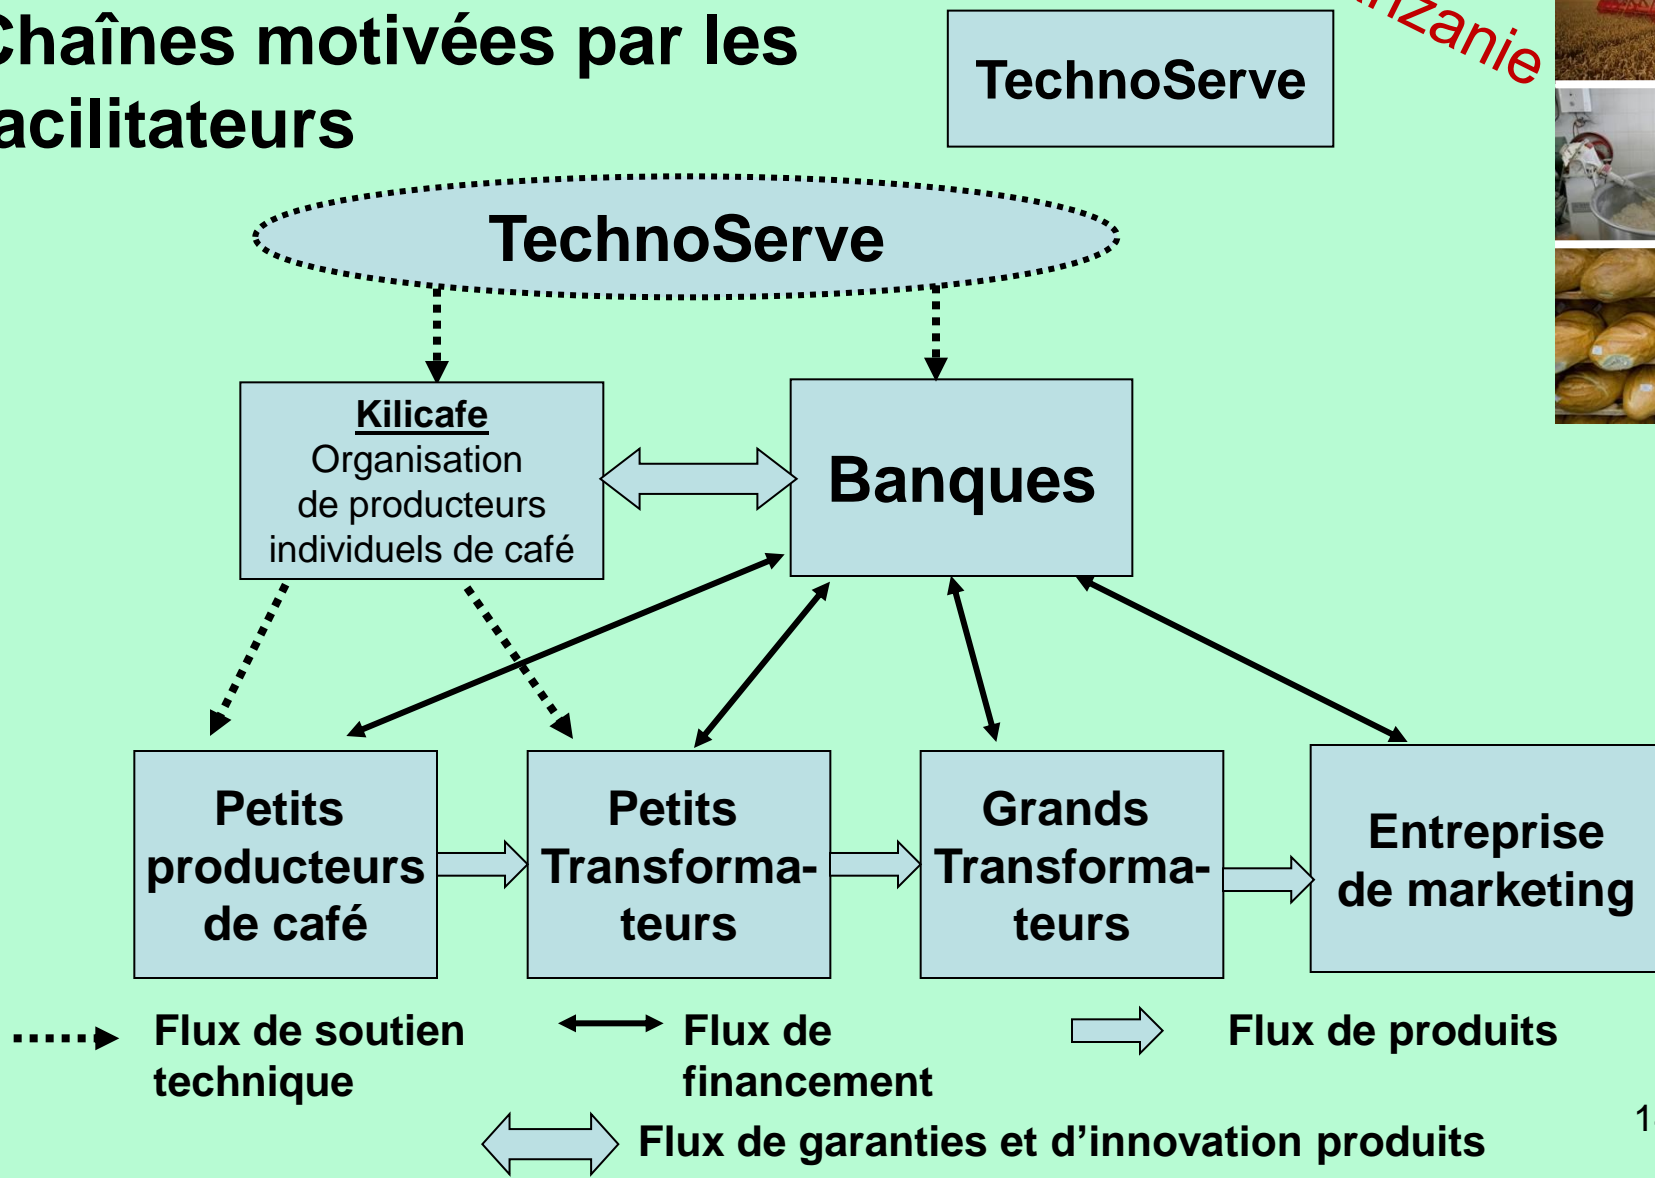 Chaînes motivées par les
acilitateurs
TechnoServe
anzanie
TechnoServe
Kilicafe
Organisation
de producteurs
individuels de café
Banques
Petits
producteurs
de café
Petits
Transforma-
teurs
Grands
Transforma-
teurs
Entreprise
de marketing
Flux de soutien
technique
Flux de
financement
Flux de produits
Flux de garanties et d’innovation produits